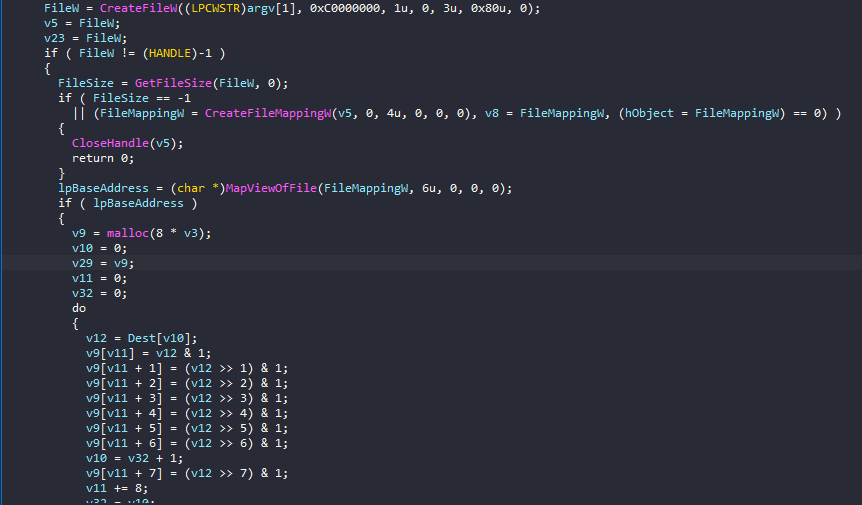 FileW = CreateFileW((LPCWSTR)argv[1], 0xC0000000, 1u, 0, 3u, 0x80u, 0);
v5 = FileW;
v23 = FileW;
if ( FileW != (HANDLE)-1 )
{
FileSize = GetFileSize(FileW, 0);
if ( FileSize == -1
|| (FileMappingW = CreateFileMappingW(v5, 0, 4u, 0, 0, 0), v8 = FileMappingW, (hObject = FileMappingW) == 0) )
{
CloseHandle(v5);
return 0;
}
lpBaseAddress = (char *)MapViewOfFile(FileMappingW, 6u, 0, 0, 0);
if ( lpBaseAddress )
{
v9 = malloc(8 * v3);
v10 = 0;
v29 = v9;
v11 = 0;
v32 = 0;
do
{
v12 = Dest[v10];
v9[v11] = v12 & 1;
v9[v11 + 1] = (v12 >> 1) & 1;
v9[v11 + 2] = (v12 >> 2) & 1;
v9[v11 + 3] = (v12 >> 3) & 1;
v9[v11 + 4] = (v12 >> 4) & 1;
v9[v11 + 5] = (v12 >> 5) & 1;
v9[v11 + 6] = (v12 >> 6) & 1;
v10 = v32 + 1;
v9[v11 + 7] = (v12 >> 7) & 1;
v11 += 8;
v32 = v10;